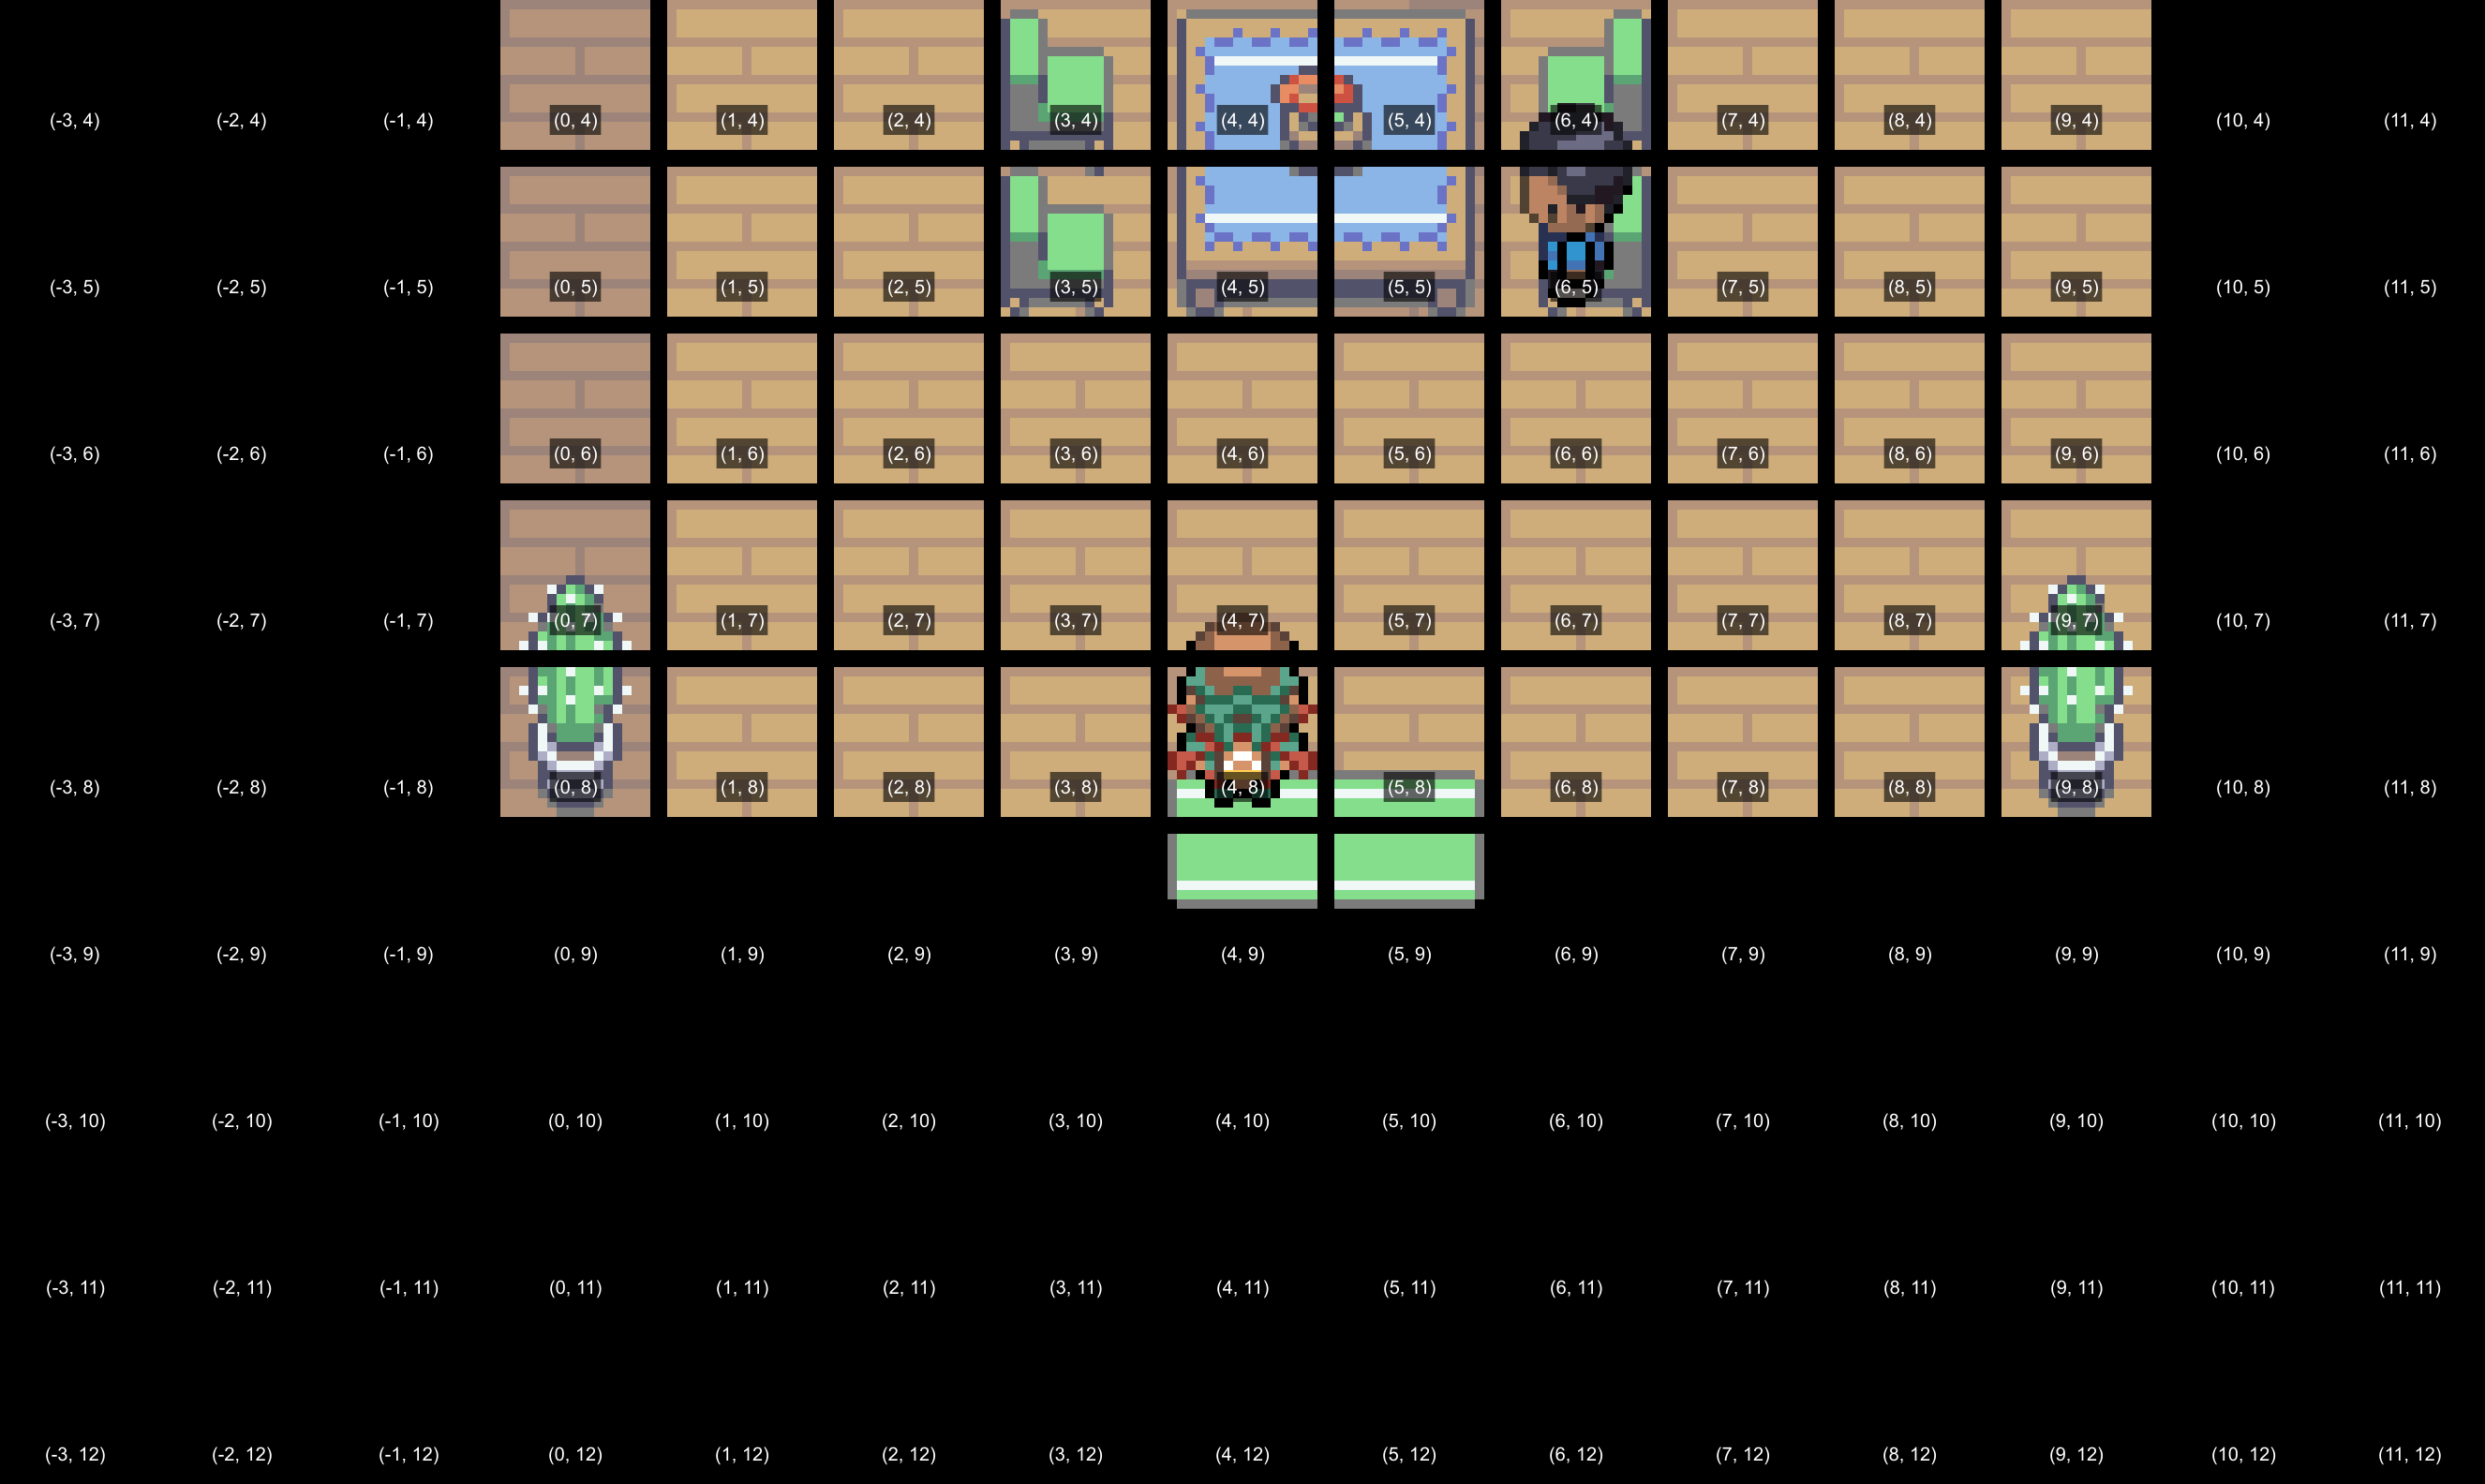 (-3, 4) (-2, 4) (-1, 4) (0, 4) (1, 4) (2, 4) (3, 4) (4, 4) (5, 4) (6, 4) (7, 4) (8, 4) (9, 4) (10, 4) (11, 4)
(-3, 5) (-2, 5) (-1, 5) (0, 5) (1, 5) (2, 5) (3, 5) (4, 5) (5, 5) (6, 5) (7, 5) (8, 5) (9, 5) (10, 5) (11, 5)
(-3, 6) (-2, 6) (-1, 6) (0, 6) (1, 6) (2, 6) (3, 6) (4, 6) (5, 6) (6, 6) (7, 6) (8, 6) (9, 6) (10, 6) (11, 6)
(-3, 7) (-2, 7) (-1, 7) (0, 7) (1, 7) (2, 7) (3, 7) (4, 7) (5, 7) (6, 7) (7, 7) (8, 7) (9, 7) (10, 7) (11, 7)
(-3, 8) (-2, 8) (-1, 8) (0, 8) (1, 8) (2, 8) (3, 8) (4, 8) (5, 8) (6, 8) (7, 8) (8, 8) (9, 8) (10, 8) (11, 8)
(-3, 9) (-2, 9) (-1, 9) (0, 9) (1, 9) (2, 9) (3, 9) (4, 9) (5, 9) (6, 9) (7, 9) (8, 9) (9, 9) (10, 9) (11, 9)
(-3, 10) (-2, 10) (-1, 10) (0, 10) (1, 10) (2, 10) (3, 10) (4, 10) (5, 10) (6, 10) (7, 10) (8, 10) (9, 10) (10, 10) (11, 10)
(-3, 11) (-2, 11) (-1, 11) (0, 11) (1, 11) (2, 11) (3, 11) (4, 11) (5, 11) (6, 11) (7, 11) (8, 11) (9, 11) (10, 11) (11, 11)
(-3, 12) (-2, 12) (-1, 12) (0, 12) (1, 12) (2, 12) (3, 12) (4, 12) (5, 12) (6, 12) (7, 12) (8, 12) (9, 12) (10, 12) (11, 12)